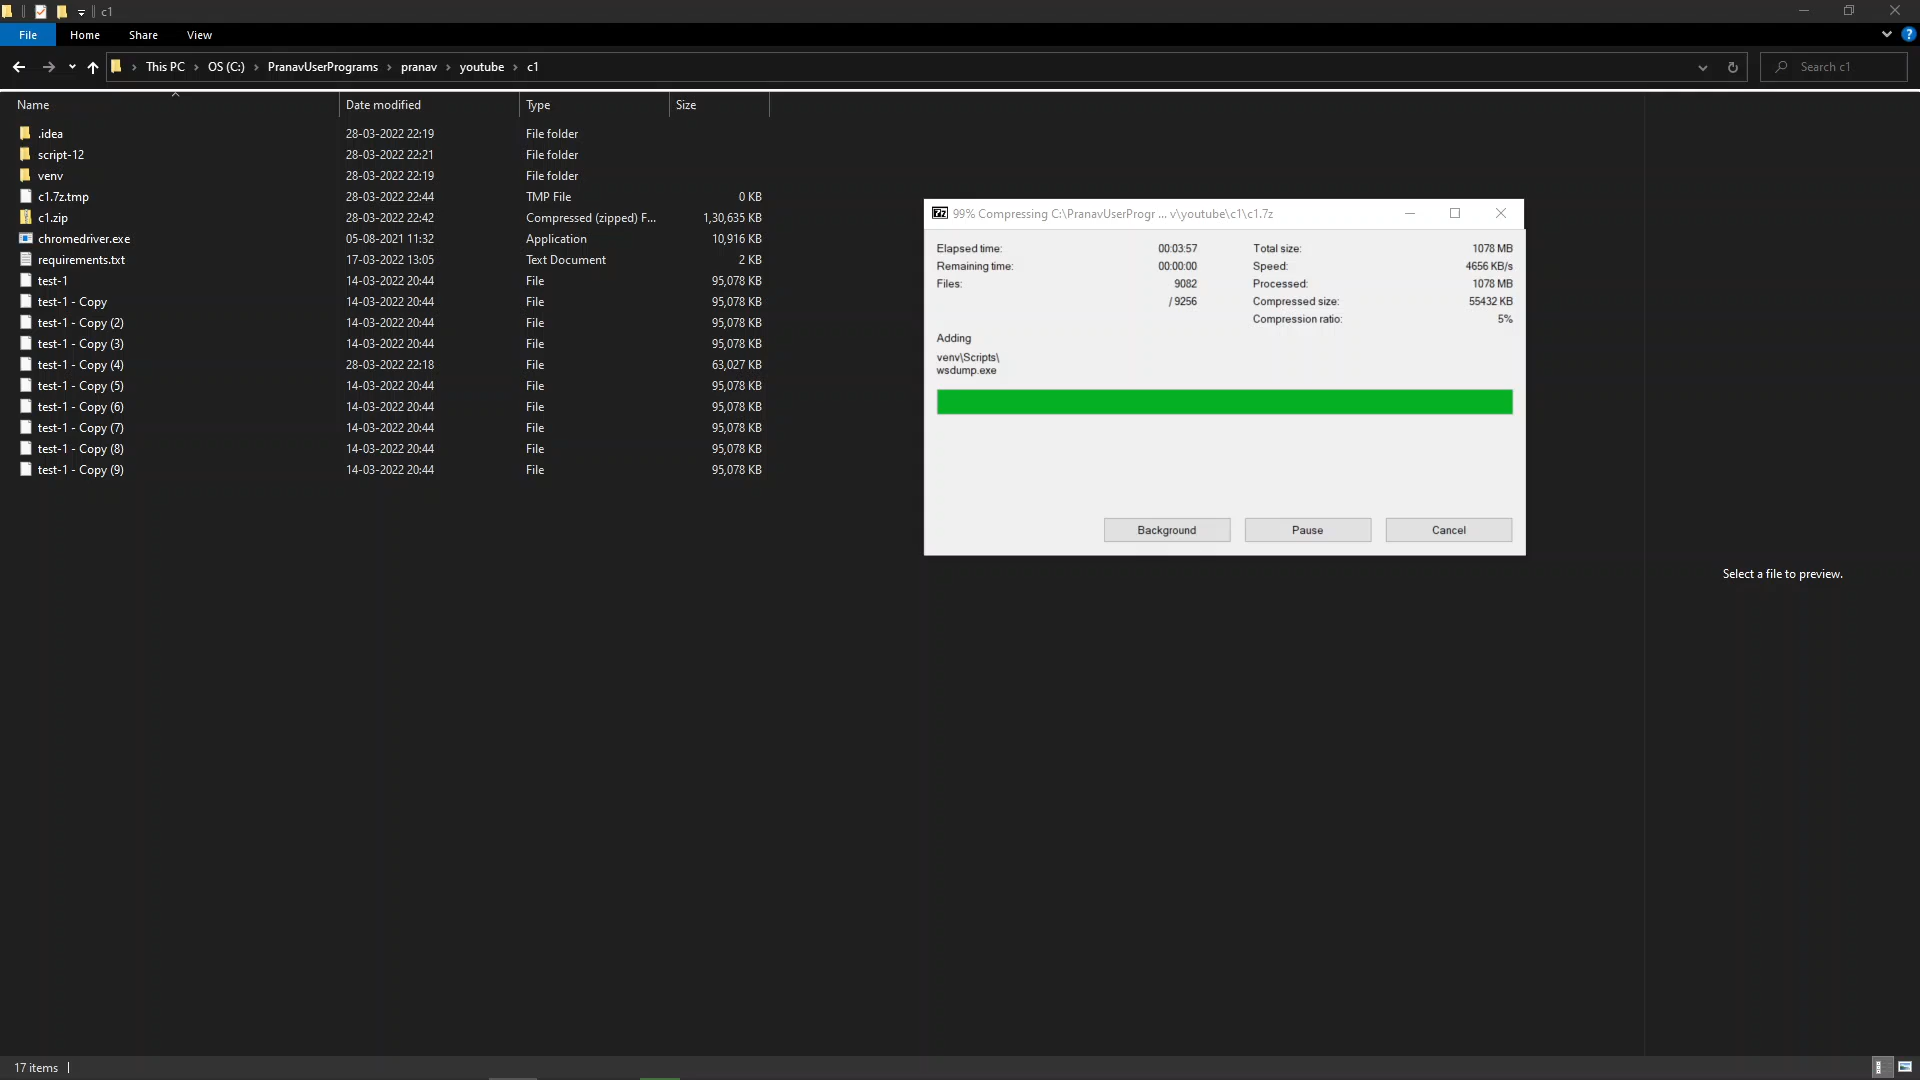 c1
File Home Share View
This PC › OS (C:) › PranavUserPrograms › pranav › youtube › c1
Search c1
Name Date modified Type Size
.idea 28-03-2022 22:19 File folder
script-12 28-03-2022 22:21 File folder
venv 28-03-2022 22:19 File folder
c1.7z.tmp 28-03-2022 22:44 TMP File 0 KB
c1.zip 28-03-2022 22:42 Compressed (zipped) F... 1,30,635 KB
chromedriver.exe 05-08-2021 11:32 Application 10,916 KB
requirements.txt 17-03-2022 13:05 Text Document 2 KB
test-1 14-03-2022 20:44 File 95,078 KB
test-1 - Copy 14-03-2022 20:44 File 95,078 KB
test-1 - Copy (2) 14-03-2022 20:44 File 95,078 KB
test-1 - Copy (3) 14-03-2022 20:44 File 95,078 KB
test-1 - Copy (4) 28-03-2022 22:18 File 63,027 KB
test-1 - Copy (5) 14-03-2022 20:44 File 95,078 KB
test-1 - Copy (6) 14-03-2022 20:44 File 95,078 KB
test-1 - Copy (7) 14-03-2022 20:44 File 95,078 KB
test-1 - Copy (8) 14-03-2022 20:44 File 95,078 KB
test-1 - Copy (9) 14-03-2022 20:44 File 95,078 KB
7z 99% Compressing C:\PranavUserProgr ... v\youtube\c1\c1.7z
Elapsed time: 00:03:57 Total size: 1078 MB
Remaining time: 00:00:00 Speed: 4656 KB/s
Files: 9082 Processed: 1078 MB
/ 9256 Compressed size: 55432 KB
Compression ratio: 5%
Adding
venv\Scripts\
wsdump.exe
Background Pause Cancel
Select a file to preview.
17 items